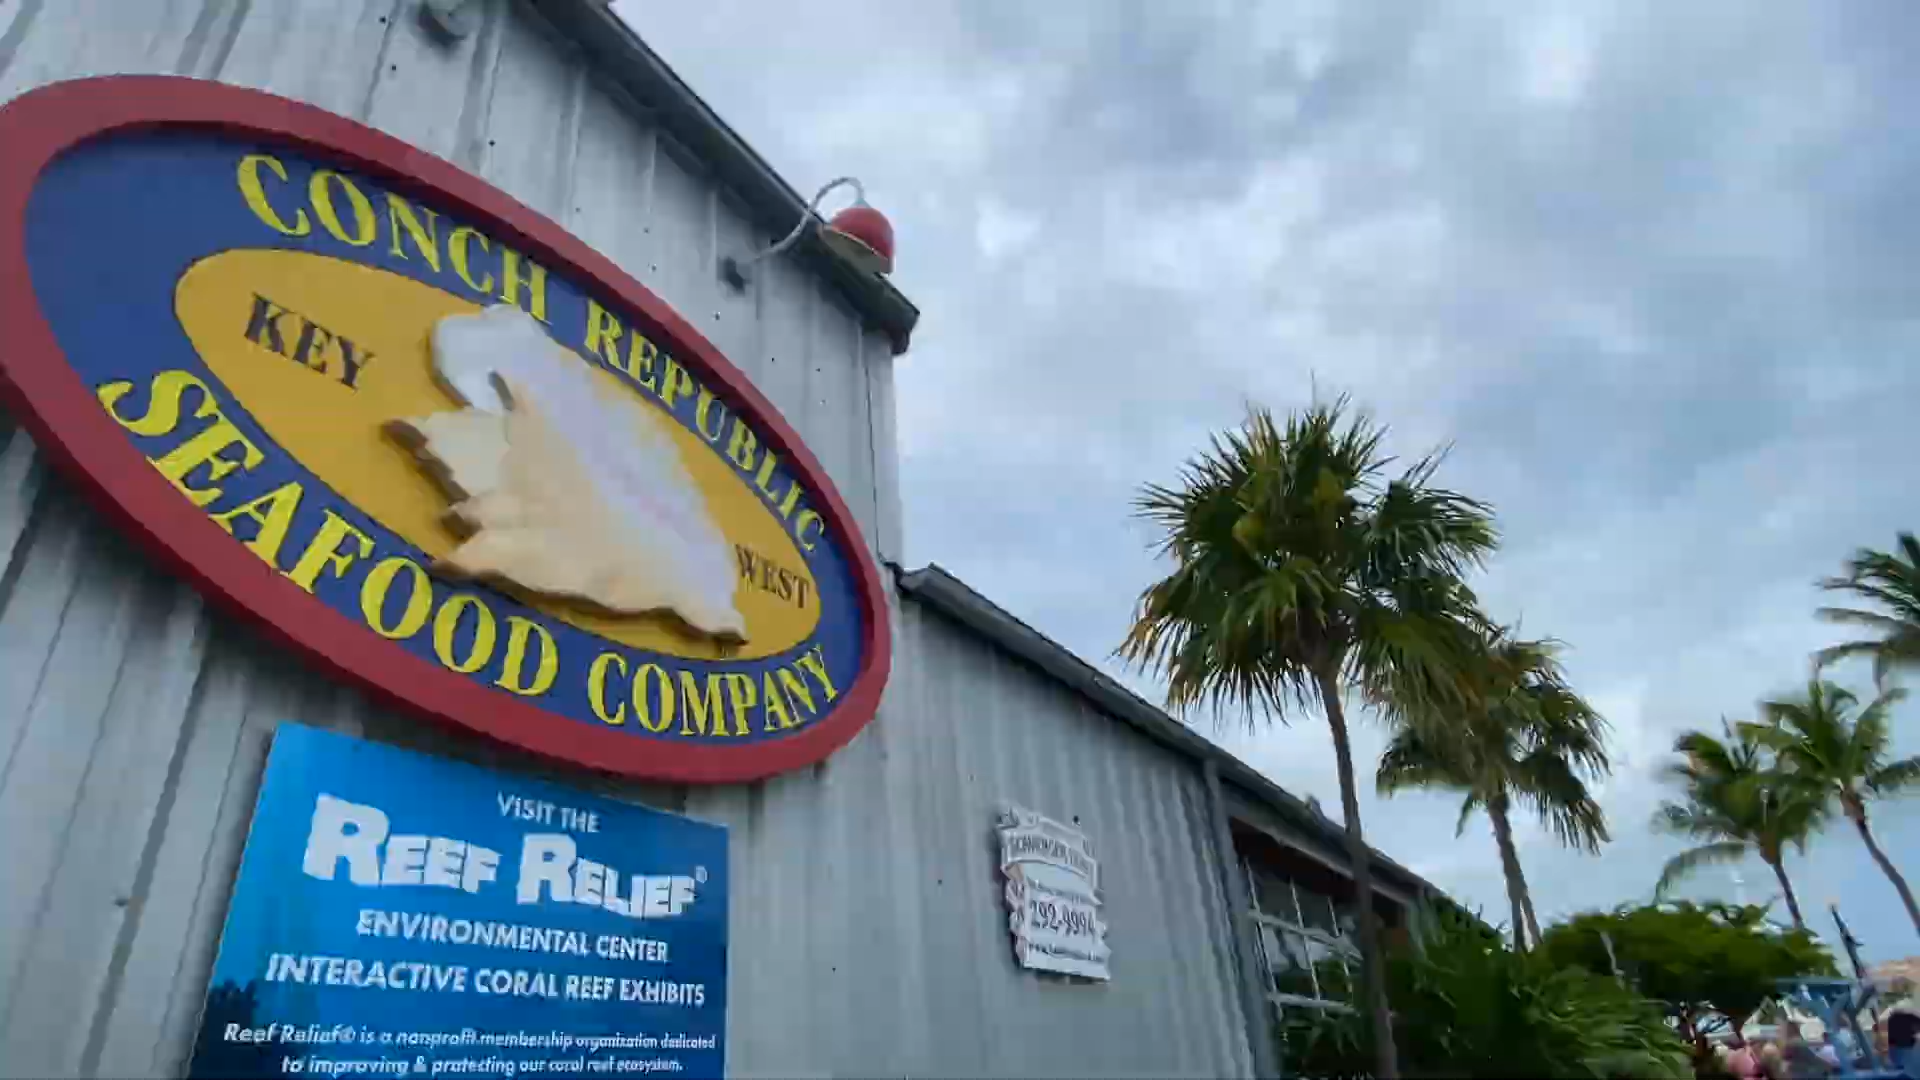 CONCH REPUBLIC
KEY
WEST
SEAFOOD COMPANY
VISIT THE
REEF RELIEF®
ENVIRONMENTAL CENTER
INTERACTIVE CORAL REEF EXHIBITS
Reef Relief® is a nonprofit membership organization dedicated
to improving & protecting our coral reef ecosystem.
292-9994